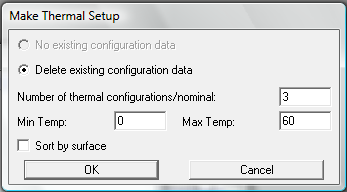 Make Thermal Setup
No existing configuration data
Delete existing configuration data
Number of thermal configurations/nominal: 3
Min Temp: 0 Max Temp: 60
Sort by surface
OK Cancel